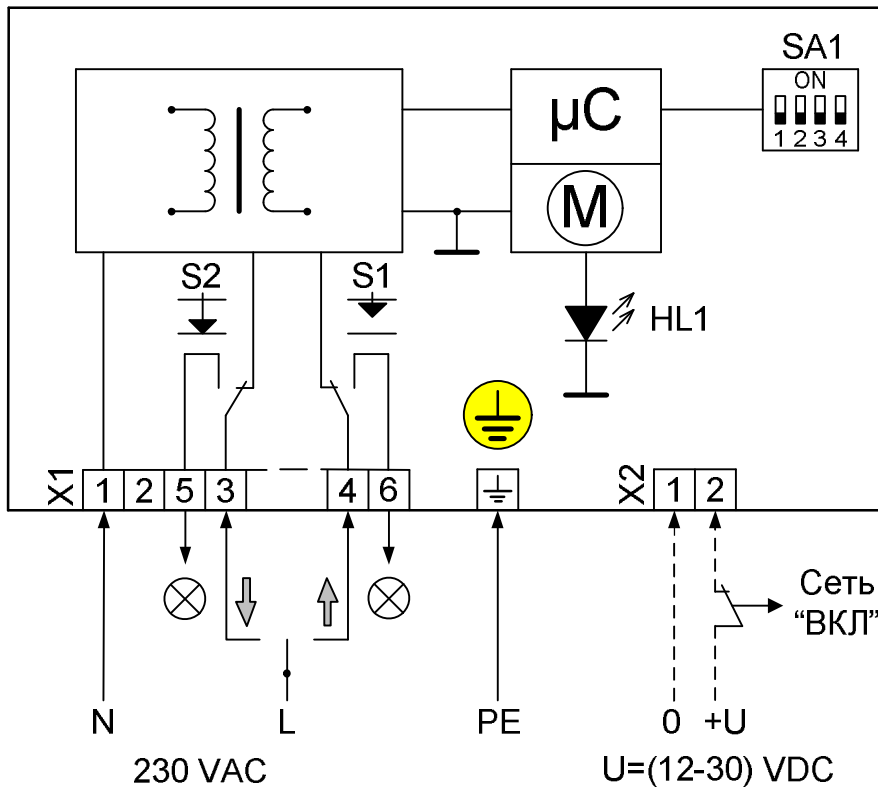 SA1
ON
1 2 3 4
µC
M
S2
S1
HL1
X1
1 2 5 3
4 6
X2
1 2
Сеть
“ВКЛ”
N
L
PE
0 +U
230 VAC
U=(12-30) VDC